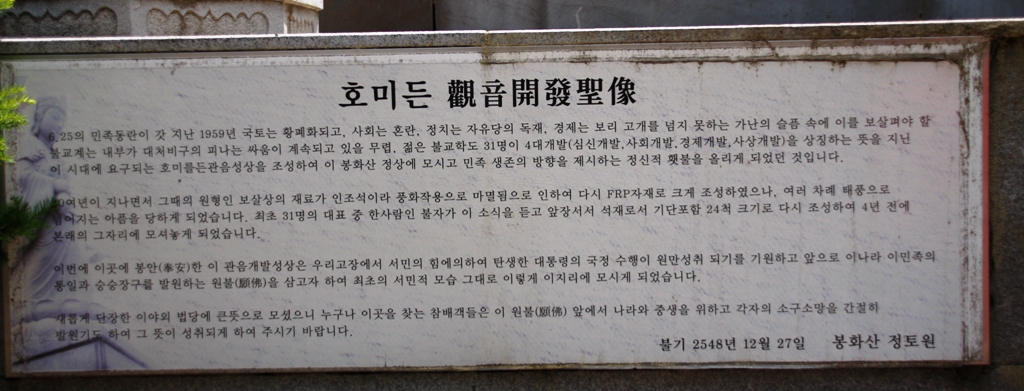 호미든 觀音開發聖像
6.25의 민족동란이 갓 지난 1959년 국토는 황폐화되고, 사회는 혼란, 정치는 자유당의 독재, 경제는 보리 고개를 넘지 못하는 가난의 슬픔 속에 이를 보살펴야 할
불교계는 내부가 대처비구의 피나는 싸움이 계속되고 있을 무렵, 젊은 불교학도 31명이 4대개발(심신개발,사회개발,경제개발,사상개발)을 상징하는 뜻을 지닌
이 시대에 요구되는 호미를든관음성상을 조성하여 이 봉화산 정상에 모시고 민족 생존의 방향을 제시하는 정신적 횃불을 올리게 되었던 것입니다.
지나면서 그때의 원형인 보살상의 재료가 인조석이라 풍화작용으로 마멸됨으로 인하여 다시 FRP자재로 크게 조성하였으나, 여러 차례 태풍으로
넘어지는 아픔을 당하게 되었습니다. 최초 31명의 대표 중 한사람인 불자가 이 소식을 듣고 앞장서서 석재로서 기단포함 24척 크기로 다시 조성하여 4년 전에
본래의 그자리에 모셔놓게 되었습니다.
이번에 이곳에 봉안(奉安)한 이 관음개발성상은 우리고장에서 서민의 힘에의하여 탄생한 대통령의 국정 수행이 원만성취 되기를 기원하고 앞으로 이나라 이민족의
통일과 승승장구를 발원하는 원불(願佛)을 삼고자 하여 최초의 서민적 모습 그대로 이렇게 이치리에 모시게 되었습니다.
새롭게 단장한 이야외 법당에 큰뜻으로 모셨으니 누구나 이곳을 찾는 참배객들은 이 원불(願佛) 앞에서 나라와 중생을 위하고 각자의 소구소망을 간절히
발원기도 하여 그 뜻이 성취되게 하여 주시기 바랍니다.
불기 2548년 12월 27일 봉화산 정토원